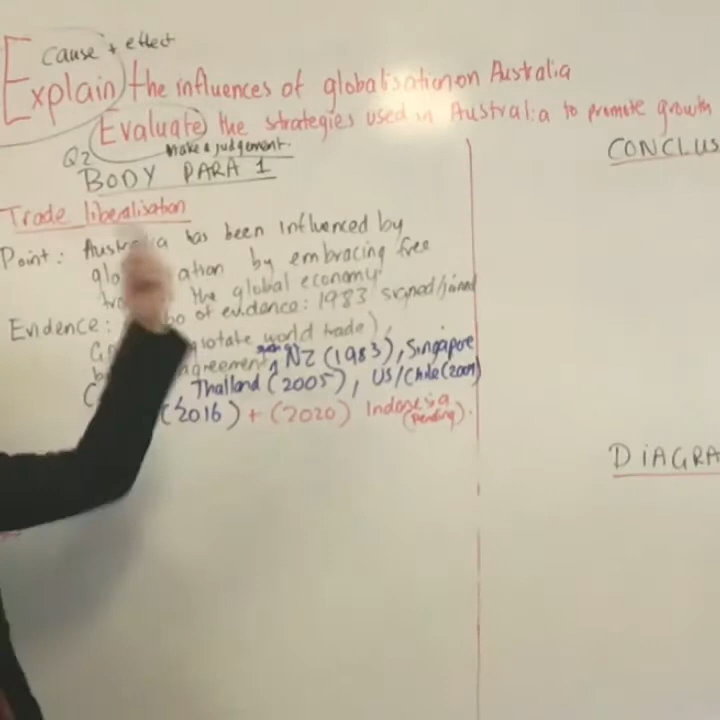 Cause + effect
Explain the influences of globalisation on Australia
Evaluate the strategies used in Australia to promote growth
Q2 Make a judgement.
BODY PARA 1
CONCLUS
Trade liberalisation
Point: Australia has been influenced by
glo ation by embracing free
the global economy
Evidence: of evidence: 1983 signed/joined
world trade),
agreement NZ (1983), Singapore
Thailand (2005), US/Chile
(2016) + (2020) Indonesia
(Pending).
DIAGRA